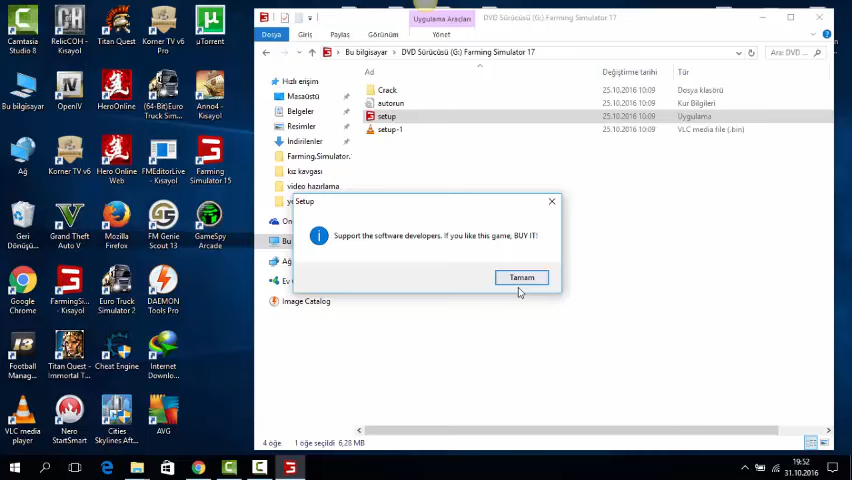 Uygulama Araçları
DVD Sürücüsü (G:) Farming Simulator 17
Dosya
Giriş
Paylaş
Görünüm
Yönet
Bu bilgisayar
DVD Sürücüsü (G:) Farming Simulator 17
Ara: DVD ...
Ad
Değiştirme tarihi
Tür
Crack
25.10.2016 10:09
Dosya klasörü
autorun
25.10.2016 10:09
Kur Bilgileri
setup
25.10.2016 10:09
Uygulama
setup-1
25.10.2016 10:09
VLC media file (.bin)
Hızlı erişim
Masaüstü
Belgeler
Resimler
İndirilenler
Farming.Simulator.
kız kavgası
video hazırlama
Image Catalog
Setup
Support the software developers. If you like this game, BUY IT!
Tamam
4 öğe
1 öğe seçildi 6,28 MB
Camtasia
Studio 8
RelicCOH -
Kısayol
Titan Quest
Korner TV v6
Pro
µTorrent
Bu bilgisayar
OpenIV
HeroOnline
(64-Bit)Euro
Truck Sim...
Anno4 -
Kısayol
Ağ
Korner TV v6
Hero Online
Web
FMEditorLive
- Kısayol
Farming
Simulator 15
Geri
Dönüşü...
Grand Theft
Auto V
Mozilla
Firefox
FM Genie
Scout 13
GameSpy
Arcade
Google
Chrome
FarmingSi...
- Kısayol
Euro Truck
Simulator 2
DAEMON
Tools Pro
Football
Manag...
Titan Quest -
Immortal T...
Cheat Engine
Internet
Downlo...
VLC media
player
Nero
StartSmart
Cities
Skylines Aft...
AVG
19:52
31.10.2016